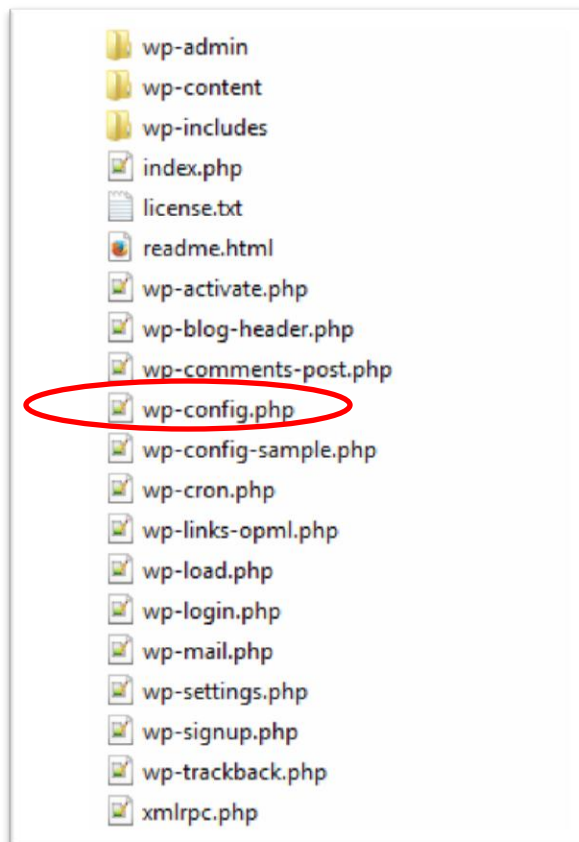 wp-admin
wp-content
wp-includes
index.php
license.txt
readme.html
wp-activate.php
wp-blog-header.php
wp-comments-post.php
wp-config.php
wp-config-sample.php
wp-cron.php
wp-links-opml.php
wp-load.php
wp-login.php
wp-mail.php
wp-settings.php
wp-signup.php
wp-trackback.php
xmlrpc.php